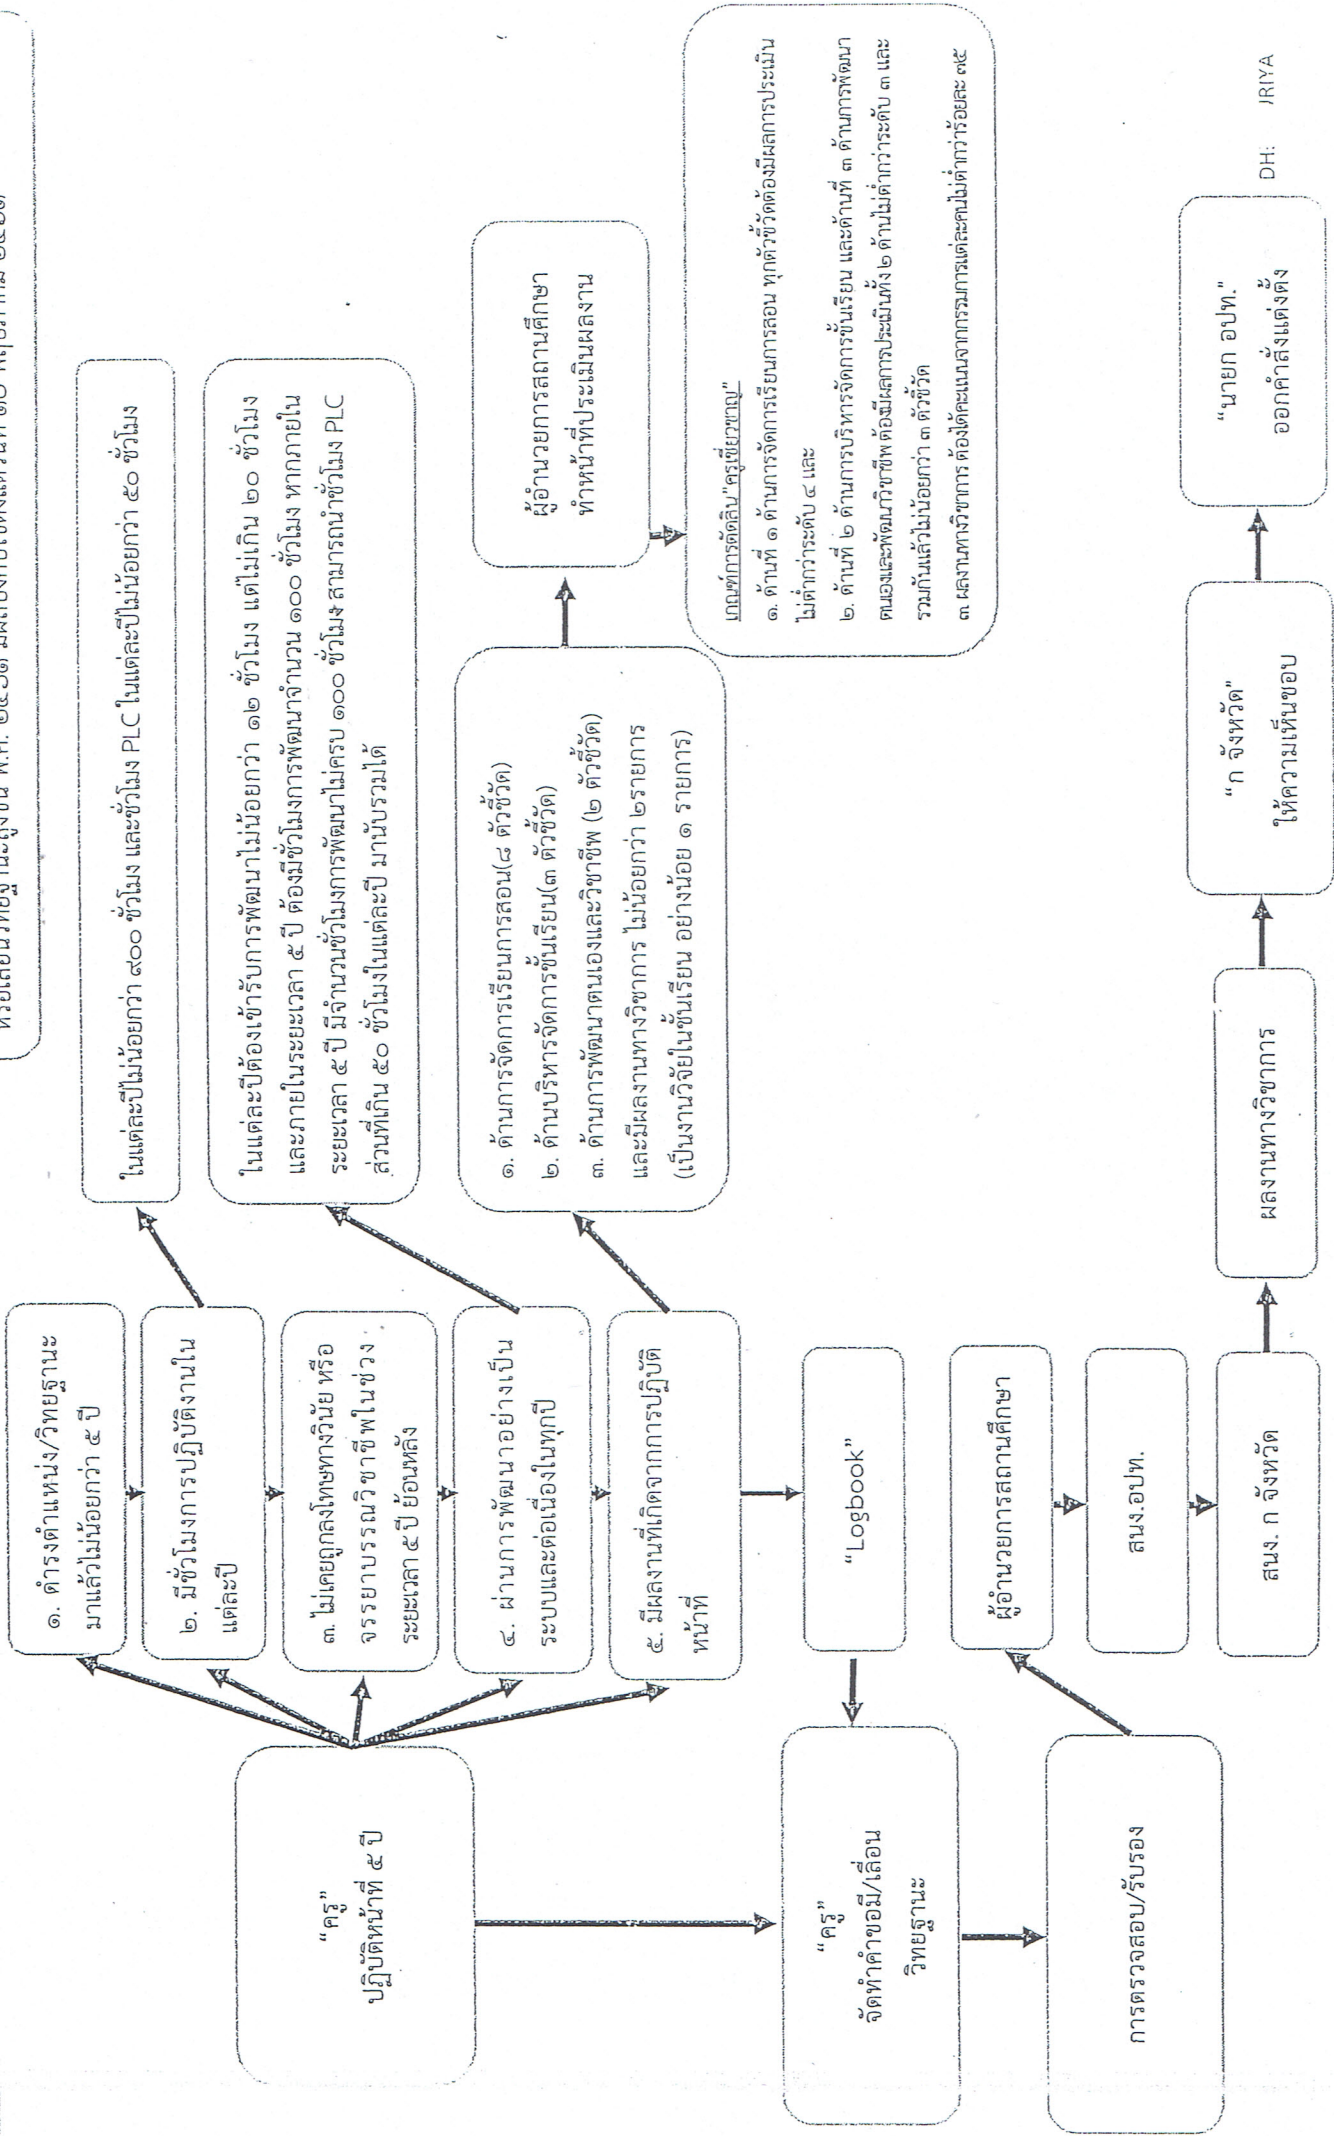 หรือเลื่อนวิทยฐานะสูงขึ้น พ.ศ. ๒๕๖๑
ในแต่ละปีไม่น้อยกว่า ๙๐๐ ชั่วโมง และชั่วโมง PLC ในแต่ละปีไม่น้อยกว่า ๕๐ ชั่วโมง
ในแต่ละปีต้องเข้ารับการพัฒนาไม่น้อยกว่า ๑๒ ชั่วโมง แต่ไม่เกิน ๒๐ ชั่วโมง
และภายในระยะเวลา ๕ ปี ต้องมีชั่วโมงการพัฒนาจำนวน ๑๐๐ ชั่วโมง หากภายใน
ระยะเวลา ๕ ปี มีจำนวนชั่วโมงการพัฒนาไม่ครบ ๑๐๐ ชั่วโมง สามารถนำชั่วโมง PLC
ส่วนที่เกิน ๕๐ ชั่วโมงในแต่ละปี มานับรวมได้
๑. ดำรงตำแหน่ง/วิทยฐานะ
มาแล้วไม่น้อยกว่า ๕ ปี
๒. มีชั่วโมงการปฏิบัติงานใน
แต่ละปี
๓. ไม่เคยถูกลงโทษทางวินัย หรือ
จรรยาบรรณวิชาชีพในช่วง
ระยะเวลา ๕ ปี ย้อนหลัง
๔. ผ่านการพัฒนาอย่างเป็น
ระบบและต่อเนื่องในทุกปี
๕. มีผลงานที่เกิดจากการปฏิบัติ
หน้าที่
“ครู”
ปฏิบัติหน้าที่ ๕ ปี
๑. ด้านการจัดการเรียนการสอน(๘ ตัวชี้วัด)
๒. ด้านบริหารจัดการชั้นเรียน(๓ ตัวชี้วัด)
๓. ด้านการพัฒนาตนเองและวิชาชีพ (๒ ตัวชี้วัด)
และมีผลงานทางวิชาการ ไม่น้อยกว่า ๒รายการ
(เป็นงานวิจัยในชั้นเรียน อย่างน้อย ๑ รายการ)
ผู้อำนวยการสถานศึกษา
ทำหน้าที่ประเมินผลงาน
เกณฑ์การตัดสิน"ครูเชี่ยวชาญ"
๑. ด้านที่ ๑ ด้านการจัดการเรียนการสอน ทุกตัวชี้วัดต้องมีผลการประเมิน
ไม่ต่ำกว่าระดับ ๔ และ
๒. ด้านที่ ๒ ด้านการบริหารจัดการชั้นเรียน และด้านที่ ๓ ด้านการพัฒนา
ตนเองและพัฒนาวิชาชีพ ต้องมีผลการประเมินทั้ง ๒ ด้านไม่ต่ำกว่าระดับ ๓ และ
รวมกันแล้วไม่น้อยกว่า ๓ ตัวชี้วัด
๓. ผลงานทางวิชาการ ต้องได้คะแนนจากกรรมการแต่ละคนไม่ต่ำกว่าร้อยละ ๗๕
“Logbook”
“ครู”
จัดทำคำขอมี/เลื่อน
วิทยฐานะ
การตรวจสอบ/รับรอง
ผู้อำนวยการสถานศึกษา
สนง.อปท.
สนง. ก จังหวัด
ผลงานทางวิชาการ
“ก จังหวัด”
ให้ความเห็นชอบ
“นายก อปท."
ออกคำสั่งแต่งตั้ง
DH: